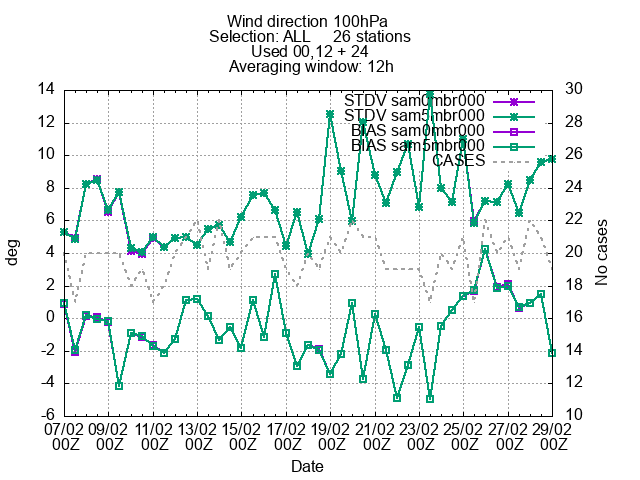 Wind direction 100hPa
Selection: ALL 26 stations
Used 00,12 + 24
Averaging window: 12h
14 30
STDV sam0mbr000
12 STDV sam5mbr000 28
BIAS sam0mbr000
10 BIAS sam5mbr000 26
CASES
8 24
6 22
4 20
2 18
0 16
-2 14
-4 12
-6 10
deg
No cases
07/02 09/02 11/02 13/02 15/02 17/02 19/02 21/02 23/02 25/02 27/02 29/02
00Z 00Z 00Z 00Z 00Z 00Z 00Z 00Z 00Z 00Z 00Z 00Z
Date